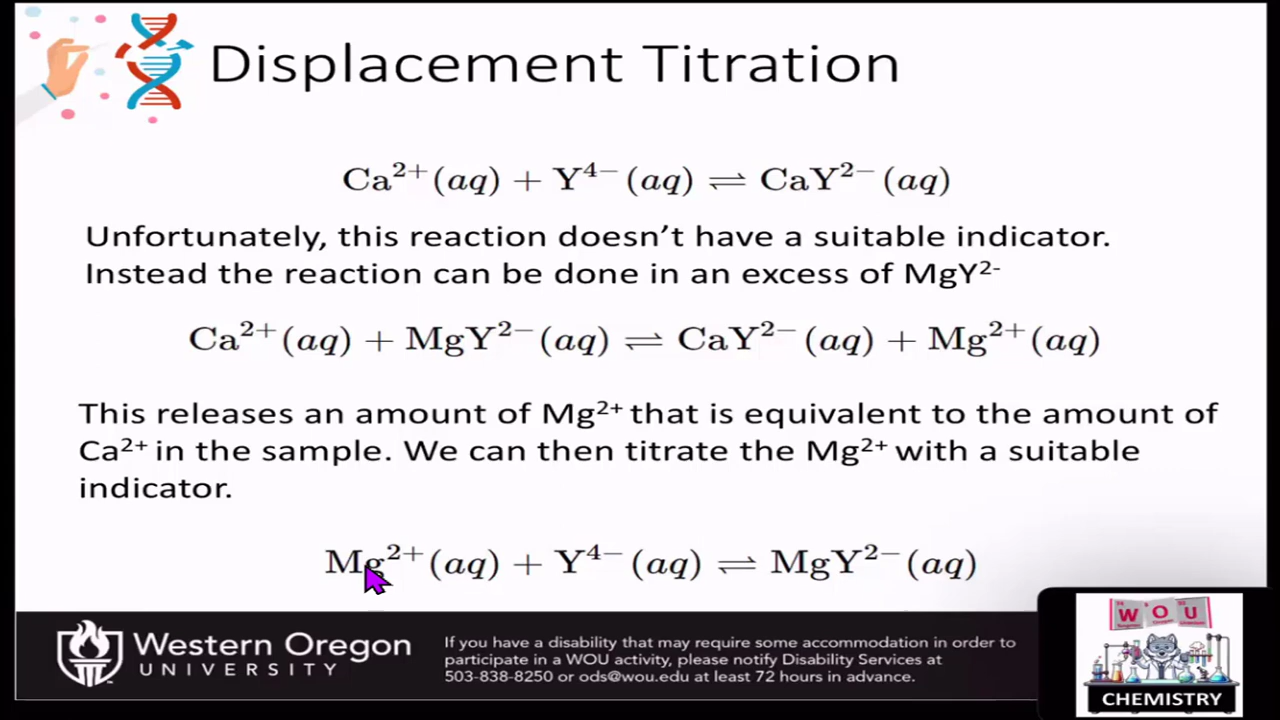 Displacement Titration
Ca²⁺(aq) + Y⁴⁻(aq) ⇌ CaY²⁻(aq)
Unfortunately, this reaction doesn't have a suitable indicator.
Instead the reaction can be done in an excess of MgY²⁻
Ca²⁺(aq) + MgY²⁻(aq) ⇌ CaY²⁻(aq) + Mg²⁺(aq)
This releases an amount of Mg²⁺ that is equivalent to the amount of
Ca²⁺ in the sample. We can then titrate the Mg²⁺ with a suitable
indicator.
Mg²⁺(aq) + Y⁴⁻(aq) ⇌ MgY²⁻(aq)
Western Oregon
UNIVERSITY
If you have a disability that may require some accommodation in order to
participate in a WOU activity, please notify Disability Services at
503-838-8250 or ods@wou.edu at least 72 hours in advance.
W O U
CHEMISTRY